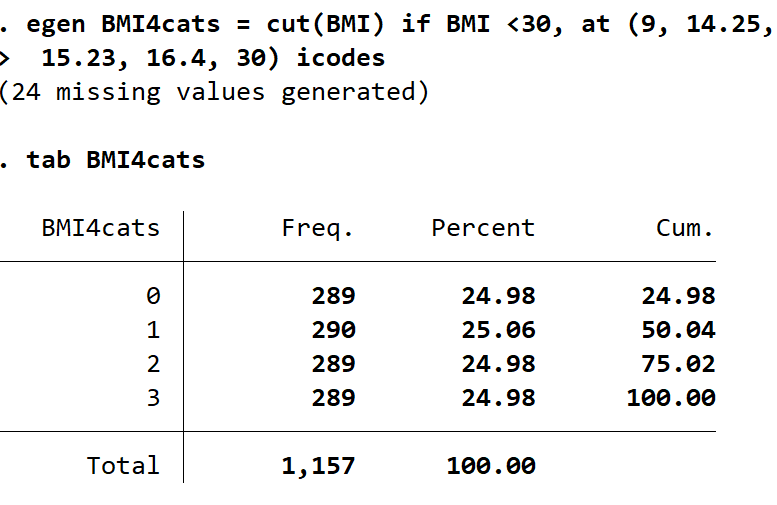 . egen BMI4cats = cut(BMI) if BMI <30, at (9, 14.25,
>  15.23, 16.4, 30) icodes
(24 missing values generated)
. tab BMI4cats
BMI4cats Freq. Percent Cum.
0 289 24.98 24.98
1 290 25.06 50.04
2 289 24.98 75.02
3 289 24.98 100.00
Total 1,157 100.00